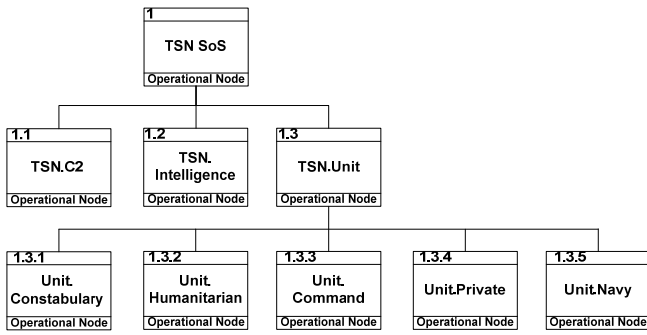 1
TSN SoS
Operational Node
1.1
TSN.C2
Operational Node
1.2
TSN.
Intelligence
Operational Node
1.3
TSN.Unit
Operational Node
1.3.1
Unit.
Constabulary
Operational Node
1.3.2
Unit.
Humanitarian
Operational Node
1.3.3
Unit.
Command
Operational Node
1.3.4
Unit.Private
Operational Node
1.3.5
Unit.Navy
Operational Node